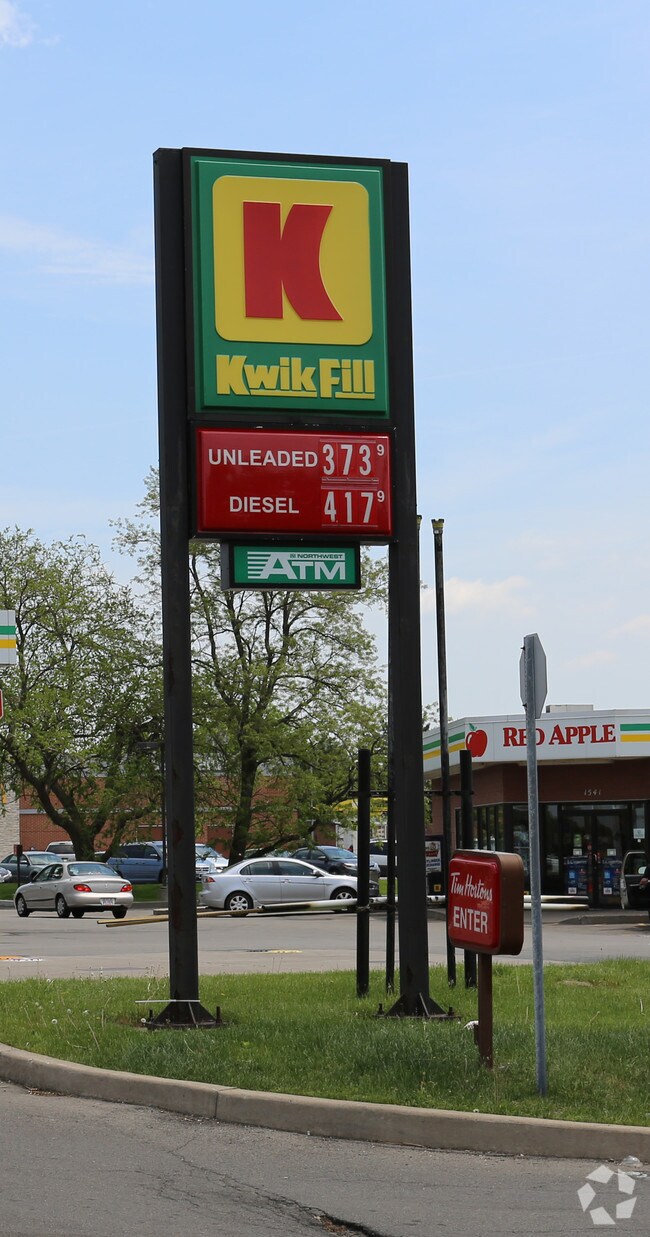 K
KwikFill
UNLEADED 373 9
DIESEL 417 9
NORTHWEST
ATM
RED APPLE
1541
Tim Hortons
ENTER